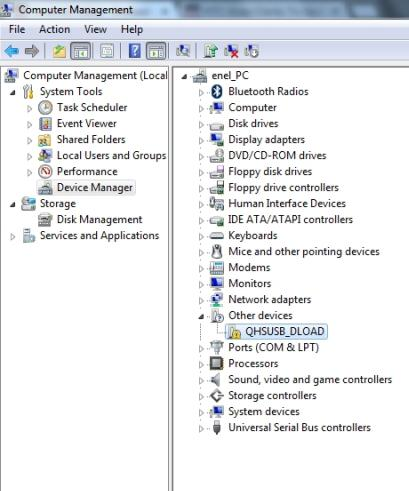 Computer Management
File Action View Help
Computer Management (Local
System Tools
Task Scheduler
Event Viewer
Shared Folders
Local Users and Groups
Performance
Device Manager
Storage
Disk Management
Services and Applications
enel_PC
Bluetooth Radios
Computer
Disk drives
Display adapters
DVD/CD-ROM drives
Floppy disk drives
Floppy drive controllers
Human Interface Devices
IDE ATA/ATAPI controllers
Keyboards
Mice and other pointing devices
Modems
Monitors
Network adapters
Other devices
QHSUSB_DLOAD
Ports (COM & LPT)
Processors
Sound, video and game controllers
Storage controllers
System devices
Universal Serial Bus controllers